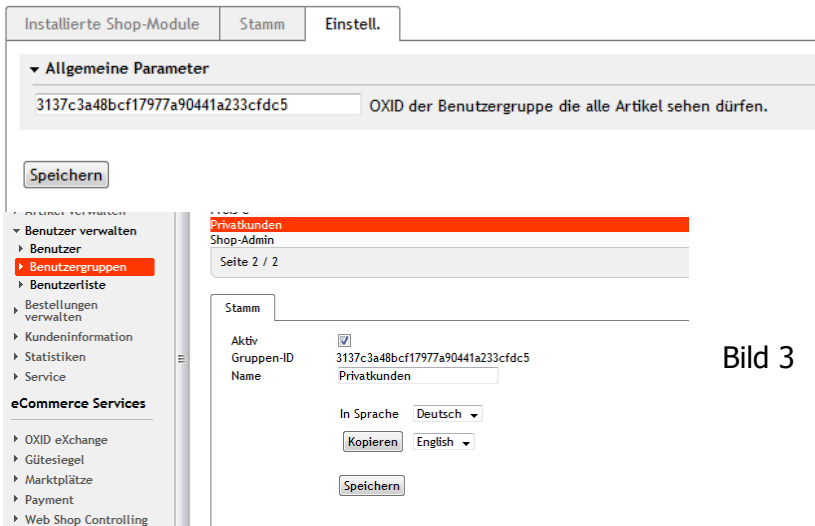 Installierte Shop-Module Stamm Einstell.
Allgemeine Parameter
3137c3a48bcf17977a90441a233cfdc5 OXID der Benutzergruppe die alle Artikel sehen dürfen.
Speichern
Artikel verwalten
Benutzer verwalten
Benutzer
Benutzergruppen
Benutzerliste
Bestellungen
verwalten
Kundeninformation
Statistiken
Service
eCommerce Services
OXID eXchange
Gütesiegel
Marktplätze
Payment
Web Shop Controlling
Privatkunden
Shop-Admin
Seite 2 / 2
Stamm
Aktiv
Gruppen-ID 3137c3a48bcf17977a90441a233cfdc5
Name Privatkunden
In Sprache Deutsch
Kopieren English
Speichern
Bild 3